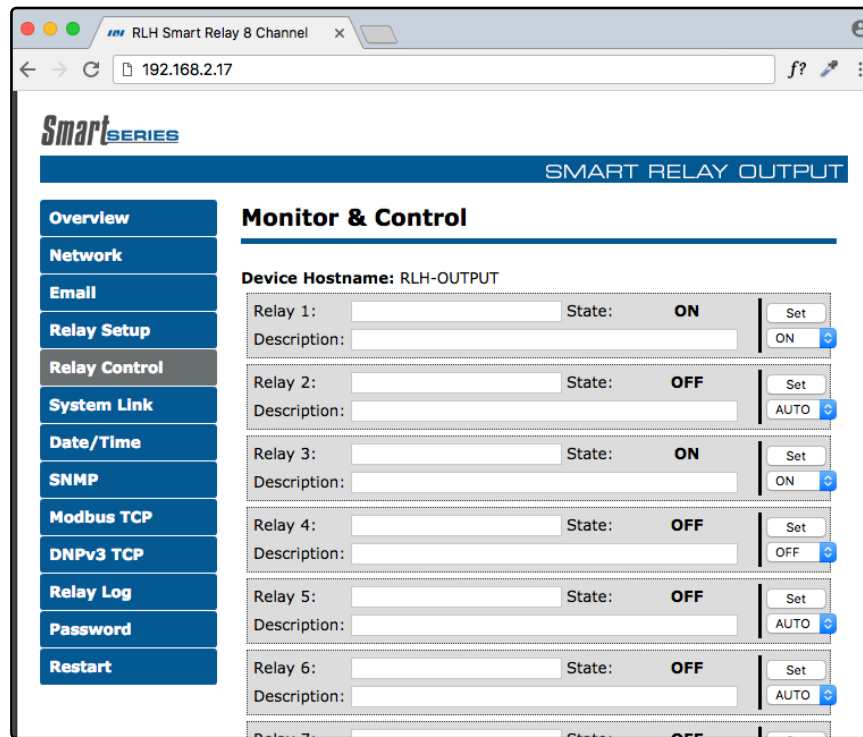 RLH Smart Relay 8 Channel
192.168.2.17
f?
Smart SERIES
SMART RELAY OUTPUT
Overview
Network
Email
Relay Setup
Relay Control
System Link
Date/Time
SNMP
Modbus TCP
DNPv3 TCP
Relay Log
Password
Restart
Monitor & Control
Device Hostname: RLH-OUTPUT
Relay 1: State: ON Set
Description: ON
Relay 2: State: OFF Set
Description: AUTO
Relay 3: State: ON Set
Description: ON
Relay 4: State: OFF Set
Description: OFF
Relay 5: State: OFF Set
Description: AUTO
Relay 6: State: OFF Set
Description: AUTO
Relay 7: State: OFF